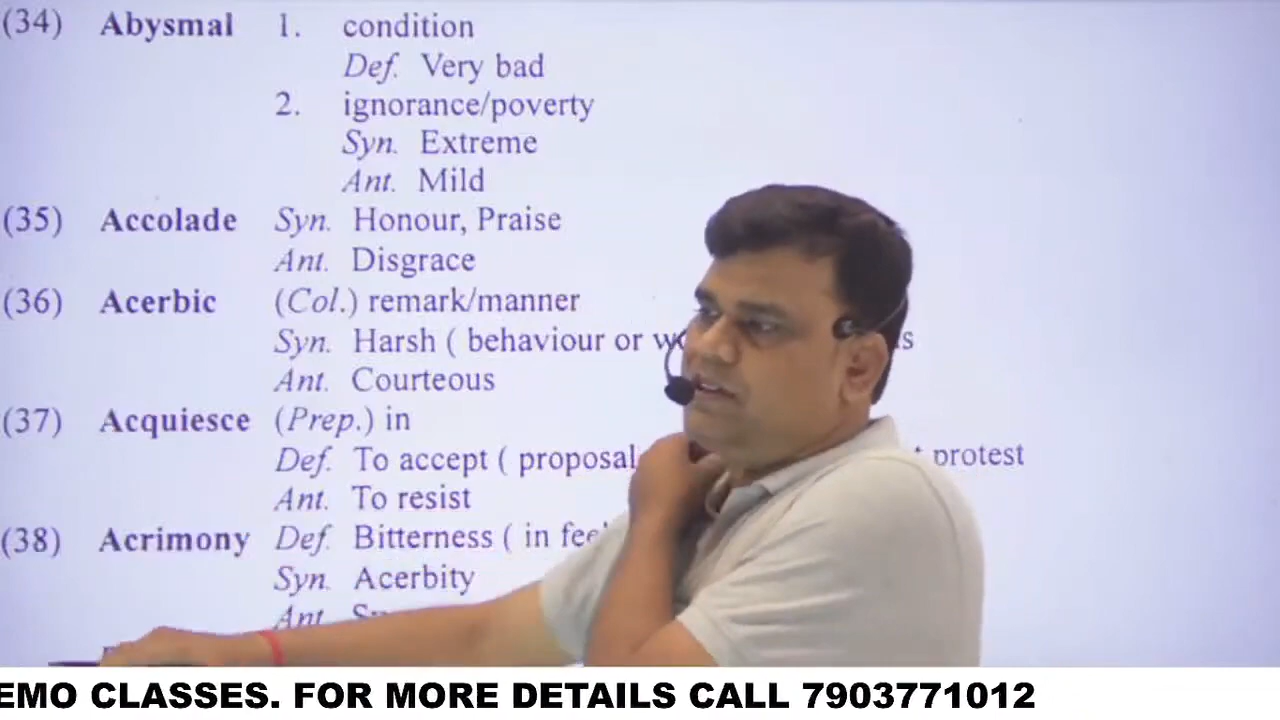 (34) Abysmal 1. condition
Def. Very bad
2. ignorance/poverty
Syn. Extreme
Ant. Mild
(35) Accolade Syn. Honour, Praise
Ant. Disgrace
(36) Acerbic (Col.) remark/manner
Syn. Harsh ( behaviour or
Ant. Courteous
(37) Acquiesce (Prep.) in
Def. To accept ( proposal protest
Ant. To resist
(38) Acrimony Def. Bitterness ( in
Syn. Acerbity
Ant.
EMO CLASSES. FOR MORE DETAILS CALL 7903771012